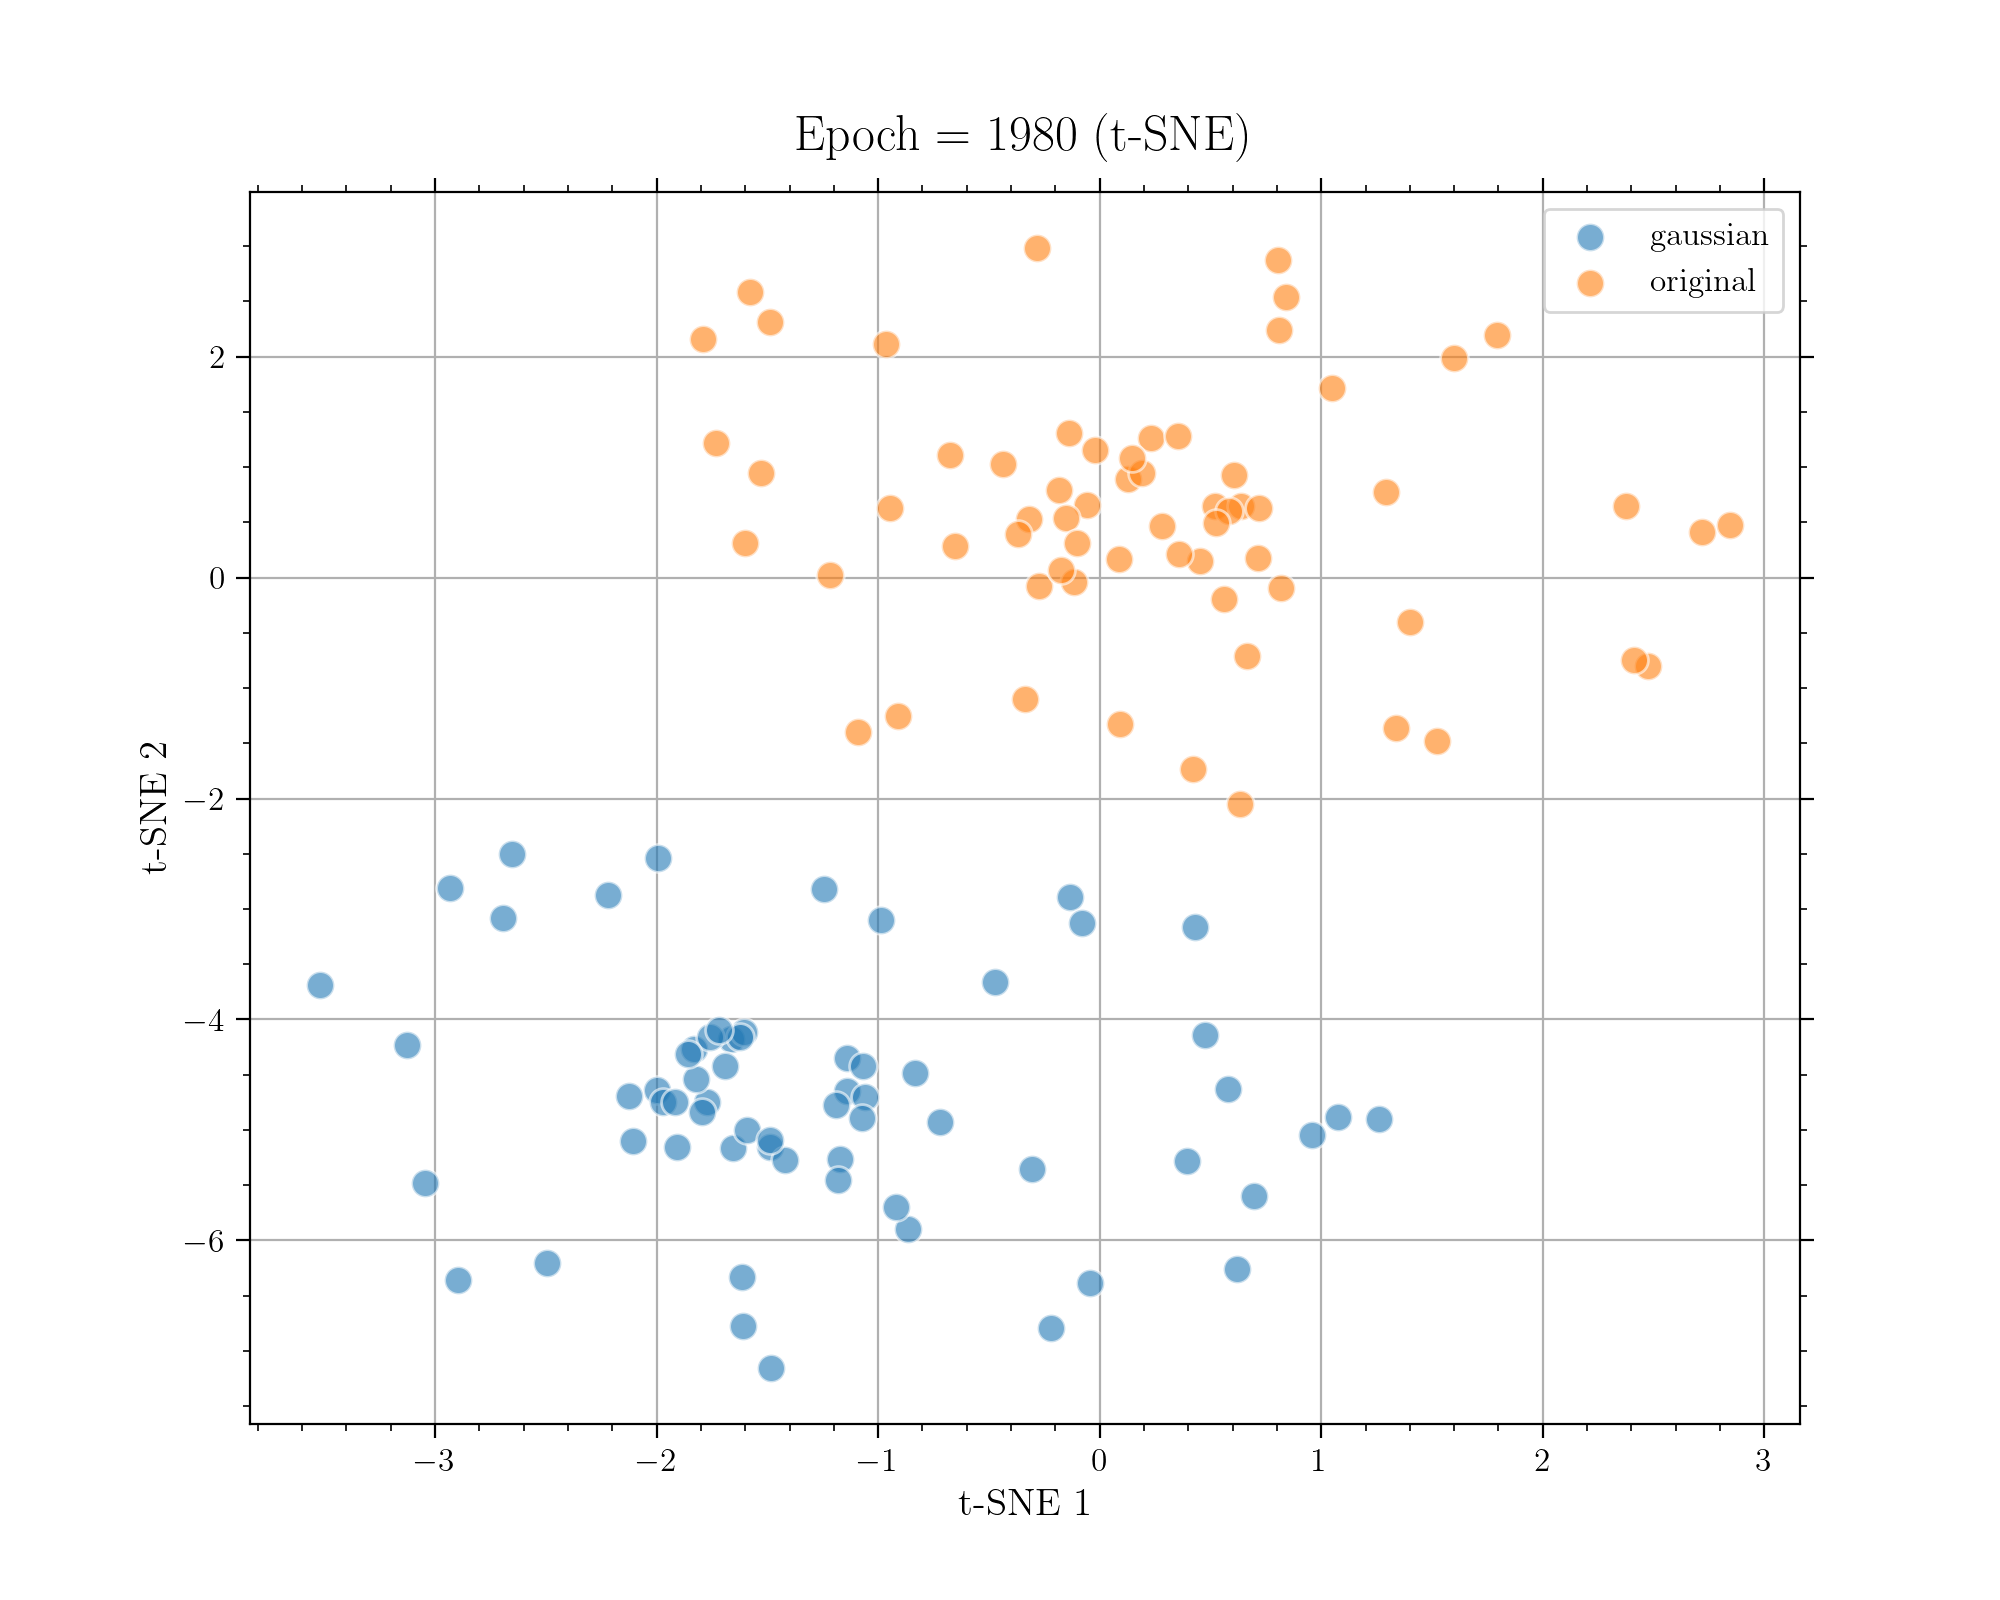 Epoch = 1980 (t-SNE)
gaussian
original
2
0
−2
−4
−6
t-SNE 2
−3 −2 −1 0 1 2 3
t-SNE 1